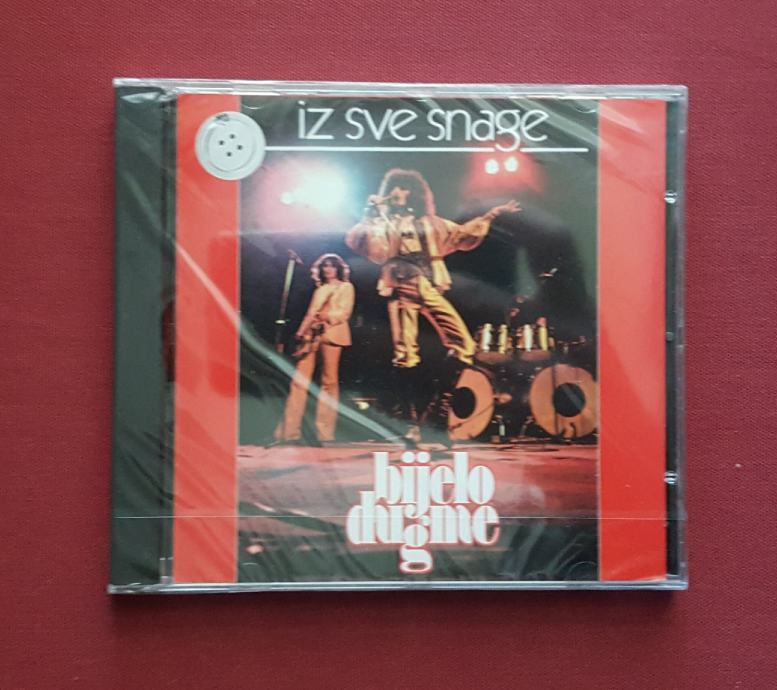 iz sve snage
bijelo
dugme